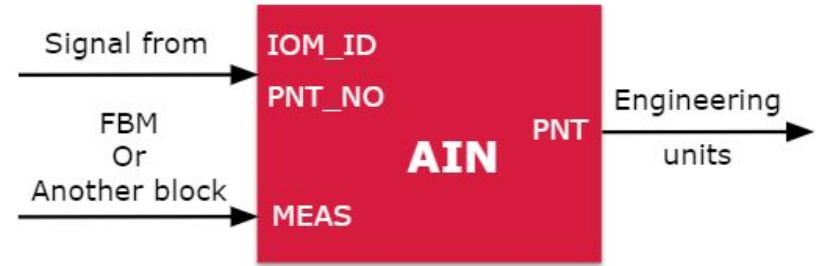 Signal from
FBM
Or
Another block
IOM_ID
PNT_NO
MEAS
AIN
PNT
Engineering
units